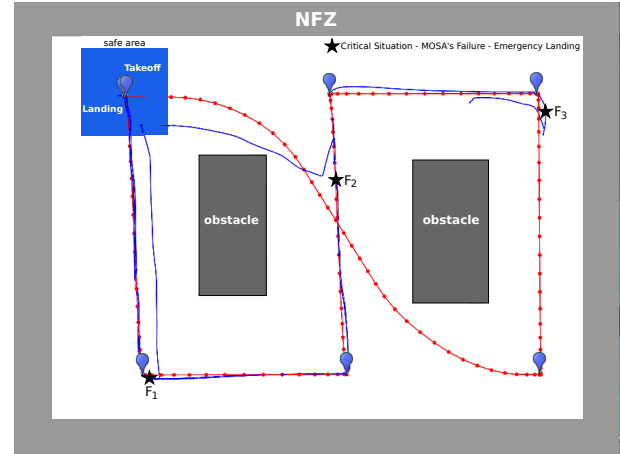 NFZ
safe area
Critical Situation - MOSA's Failure - Emergency Landing
Takeoff
Landing
F3
F2
obstacle
obstacle
F1